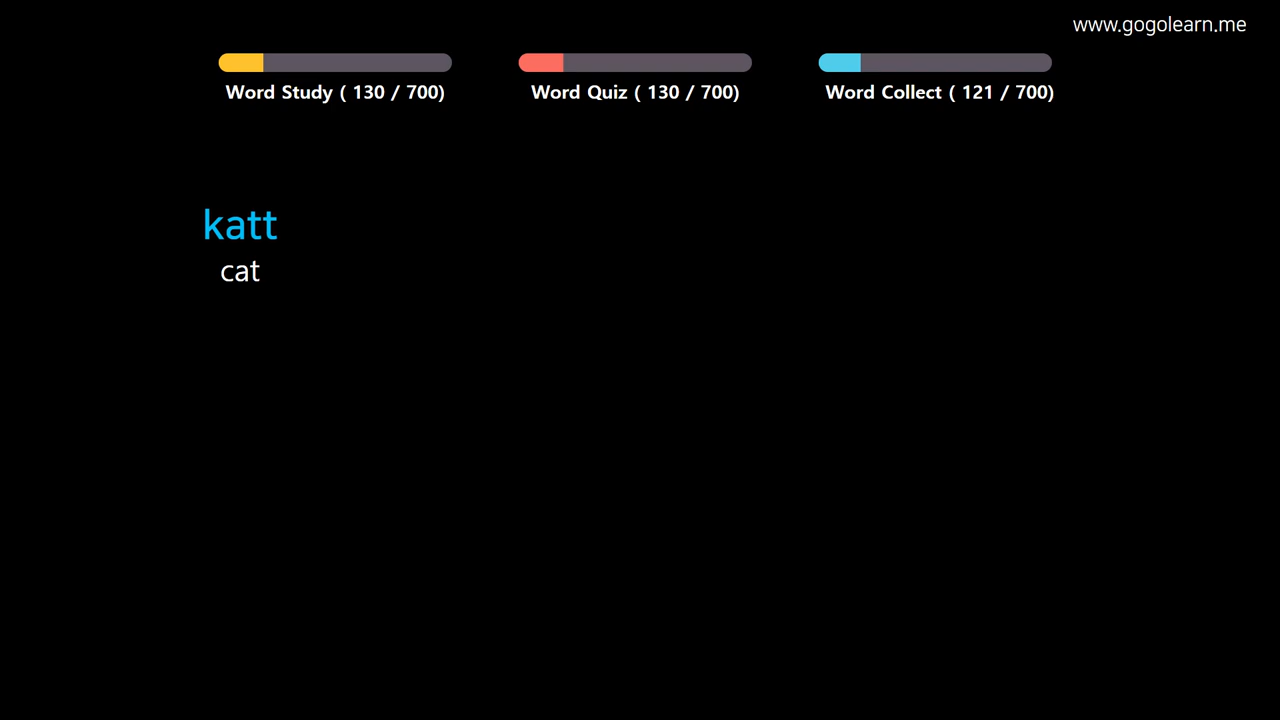 www.gogolearn.me
Word Study ( 130 / 700)
Word Quiz ( 130 / 700)
Word Collect ( 121 / 700)
katt
cat